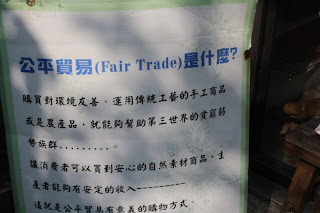 公平貿易(Fair Trade)是什麼?
購買對環境友善，運用傳統工藝的手工商品
或是農產品，就能夠幫助第三世界的貧窮弱
勢族群.........。
讓消費者可以買到安心的自然素材商品，生
產者能夠有安定的收入---------
這就是公平貿易有意義的購物方式